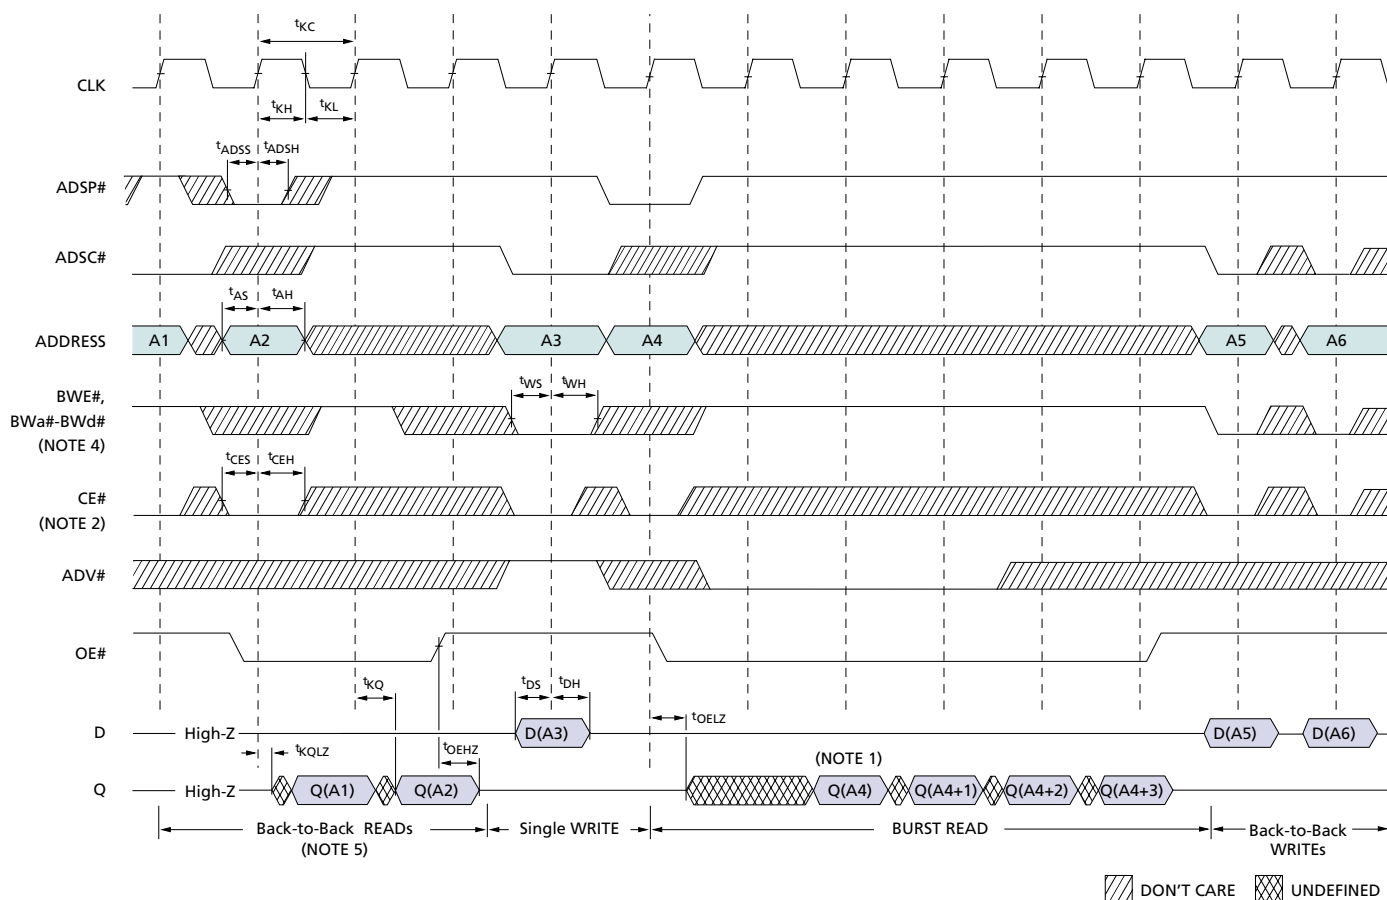 tKC
CLK
tKH tKL
tADSS tADSH
ADSP#
ADSC#
tAS tAH
ADDRESS A1 A2 A3 A4 A5 A6
BWE#,
BWa#-BWd#
(NOTE 4)
tWS tWH
tCES tCEH
CE#
(NOTE 2)
ADV#
OE#
tKQ tDS tDH
tOELZ
D High-Z D(A3) D(A5) D(A6)
tKQLZ tOEHZ
(NOTE 1)
Q High-Z Q(A1) Q(A2) Q(A4) Q(A4+1) Q(A4+2) Q(A4+3)
Back-to-Back READs
(NOTE 5)
Single WRITE
BURST READ
Back-to-Back
WRITEs
DON'T CARE UNDEFINED